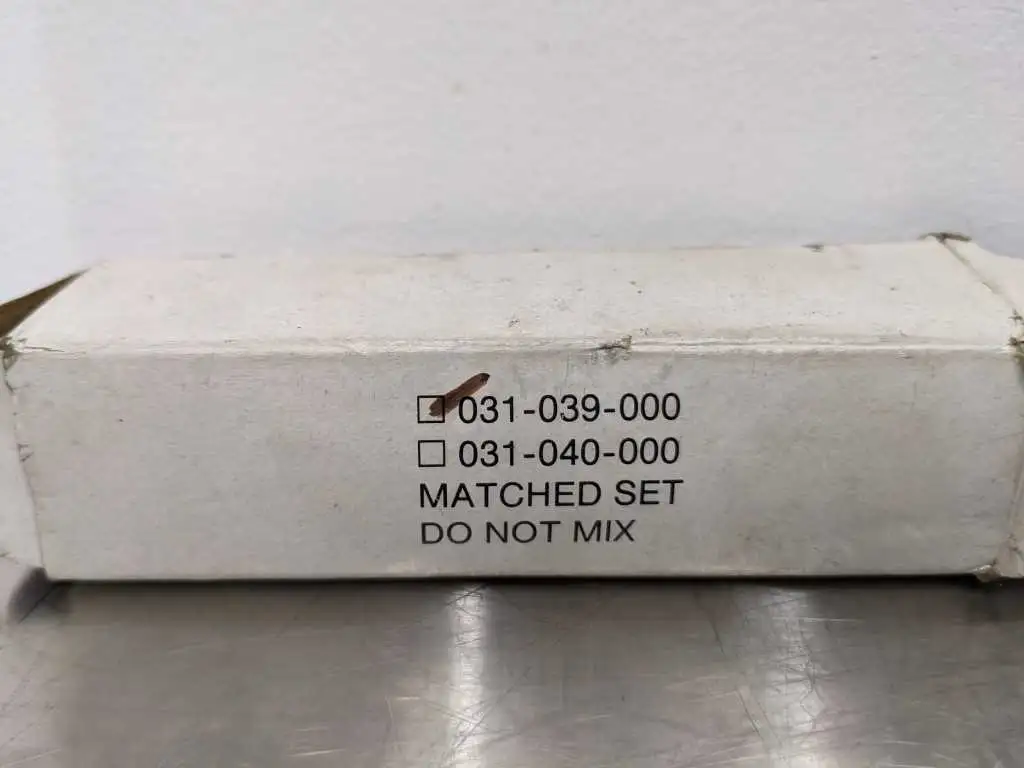 ☐ 031-039-000
☐ 031-040-000
MATCHED SET
DO NOT MIX